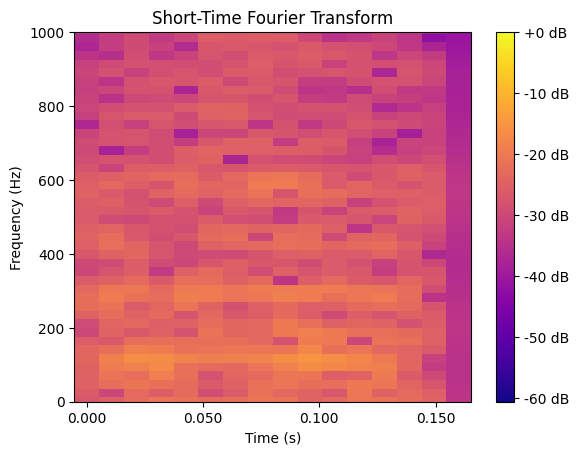 Short-Time Fourier Transform
1000
800
600
400
200
0
Frequency (Hz)
0.000
0.050
0.100
0.150
Time (s)
+0 dB
-10 dB
-20 dB
-30 dB
-40 dB
-50 dB
-60 dB